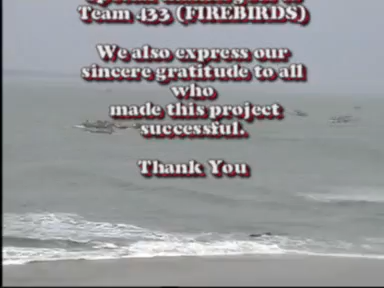 Team 433 (FIREBIRDS)
We also express our
sincere gratitude to all
who
made this project
successful.
Thank You